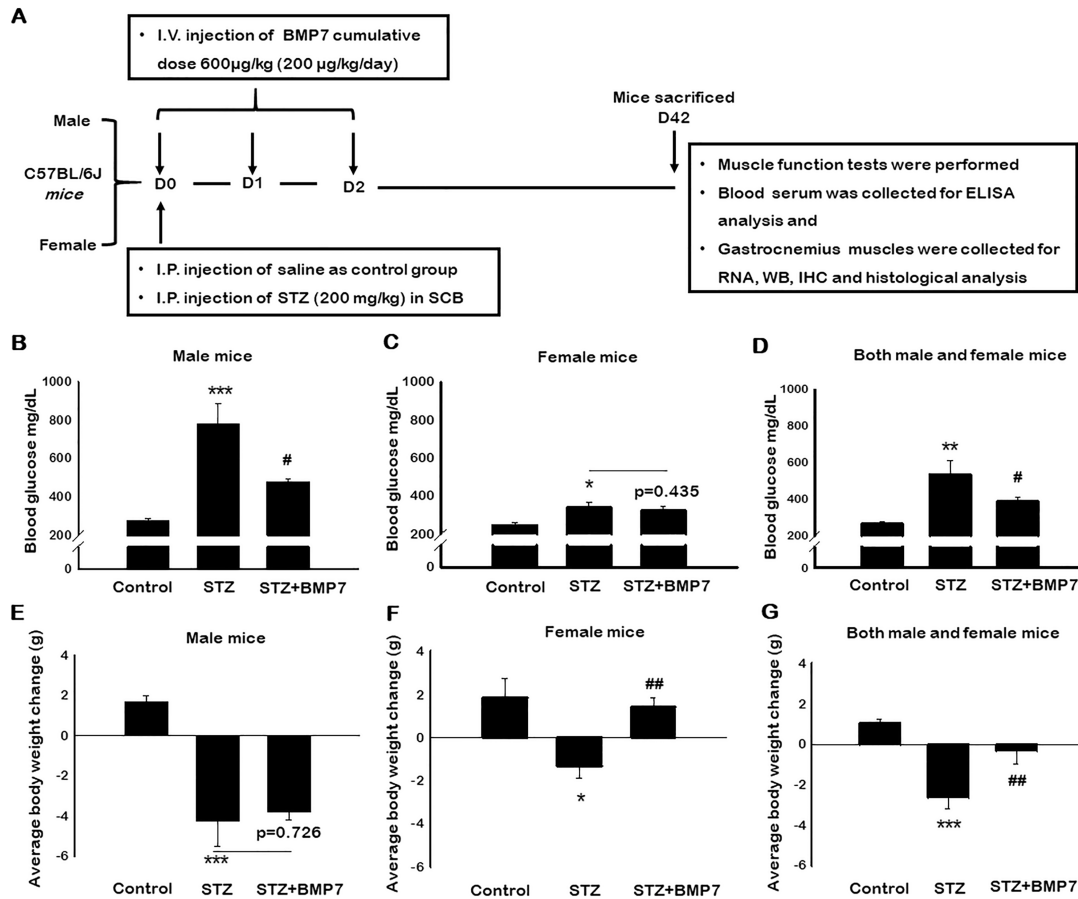 A
• I.V. injection of BMP7 cumulative
dose 600µg/kg (200 µg/kg/day)
Male
C57BL/6J
mice
Female
D0
D1
D2
Mice sacrificed
D42
• I.P. injection of saline as control group
• I.P. injection of STZ (200 mg/kg) in SCB
• Muscle function tests were performed
• Blood serum was collected for ELISA
analysis and
• Gastrocnemius muscles were collected for
RNA, WB, IHC and histological analysis
B
Male mice
Blood glucose mg/dL
1000
800
600
400
200
0
***
#
Control STZ STZ+BMP7
C
Female mice
Blood glucose mg/dL
1000
800
600
400
200
0
*
p=0.435
Control STZ STZ+BMP7
D
Both male and female mice
Blood glucose mg/dL
1000
800
600
400
200
0
**
#
Control STZ STZ+BMP7
E
Male mice
Average body weight change (g)
4
2
0
-2
-4
-6
***
p=0.726
Control STZ STZ+BMP7
F
Female mice
Average body weight change (g)
4
2
0
-2
-4
-6
*
##
Control STZ STZ+BMP7
G
Both male and female mice
Average body weight change (g)
4
2
0
-2
-4
-6
***
##
Control STZ STZ+BMP7